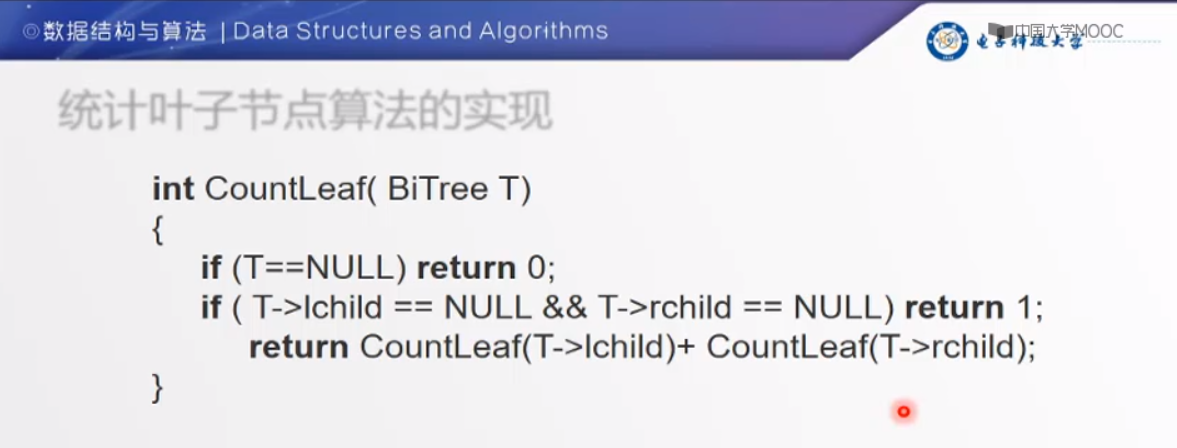 ◎数据结构与算法 | Data Structures and Algorithms
中国大学MOOC
电子科技大学
统计叶子节点算法的实现
int CountLeaf( BiTree T)
{
if (T==NULL) return 0;
if ( T->lchild == NULL && T->rchild == NULL) return 1;
return CountLeaf(T->lchild)+ CountLeaf(T->rchild);
}